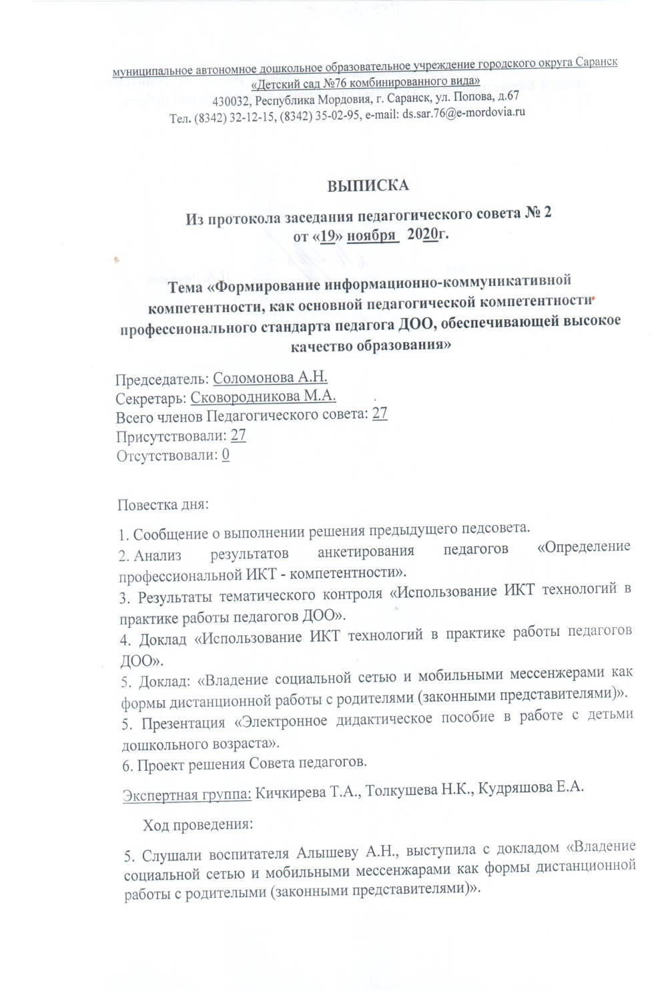 муниципальное автономное дошкольное образовательное учреждение городского округа Саранск
«Детский сад №76 комбинированного вида»
430032, Республика Мордовия, г. Саранск, ул. Попова, д.67
Тел. (8342) 32-12-15, (8342) 35-02-95, e-mail: ds.sar.76@e-mordovia.ru
ВЫПИСКА
Из протокола заседания педагогического совета № 2
от «19» ноября 2020г.
Тема «Формирование информационно-коммуникативной
компетентности, как основной педагогической компетентности
профессионального стандарта педагога ДОО, обеспечивающей высокое
качество образования»
Председатель: Соломонова А.Н.
Секретарь: Сковородникова М.А.
Всего членов Педагогического совета: 27
Присутствовали: 27
Отсутствовали: 0
Повестка дня:
1. Сообщение о выполнении решения предыдущего педсовета.
2. Анализ результатов анкетирования педагогов «Определение
профессиональной ИКТ - компетентности».
3. Результаты тематического контроля «Использование ИКТ технологий в
практике работы педагогов ДОО».
4. Доклад «Использование ИКТ технологий в практике работы педагогов
ДОО».
5. Доклад: «Владение социальной сетью и мобильными мессенжерами как
формы дистанционной работы с родителями (законными представителями)».
5. Презентация «Электронное дидактическое пособие в работе с детьми
дошкольного возраста».
6. Проект решения Совета педагогов.
Экспертная группа: Кичкирева Т.А., Толкушева Н.К., Кудряшова Е.А.
Ход проведения:
5. Слушали воспитателя Алышеву А.Н., выступила с докладом «Владение
социальной сетью и мобильными мессенжарами как формы дистанционной
работы с родителыми (законными представителями)».